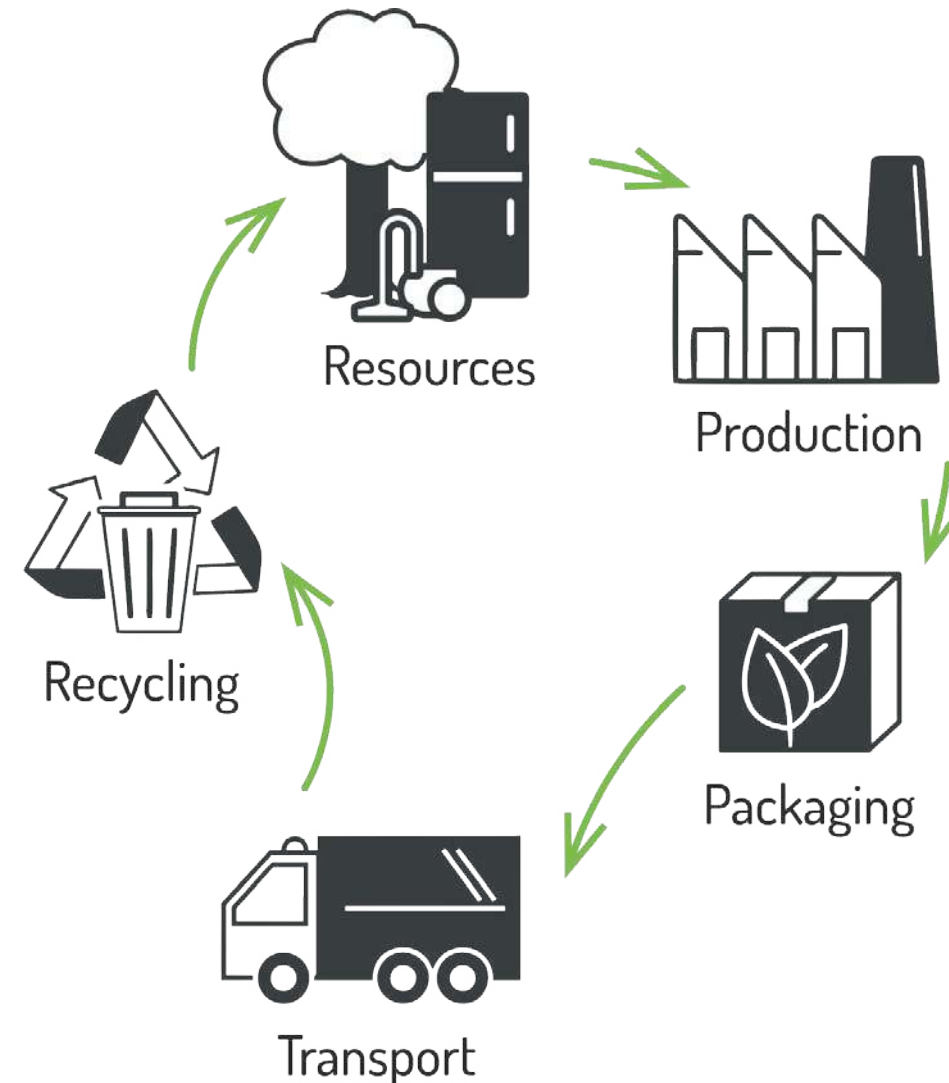 Resources
Production
Packaging
Transport
Recycling